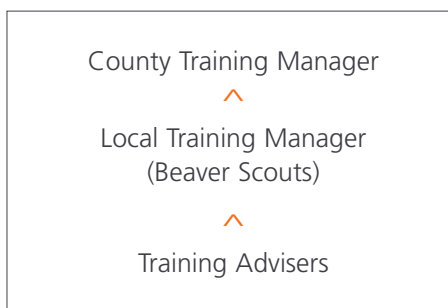 County Training Manager
Local Training Manager
(Beaver Scouts)
Training Advisers